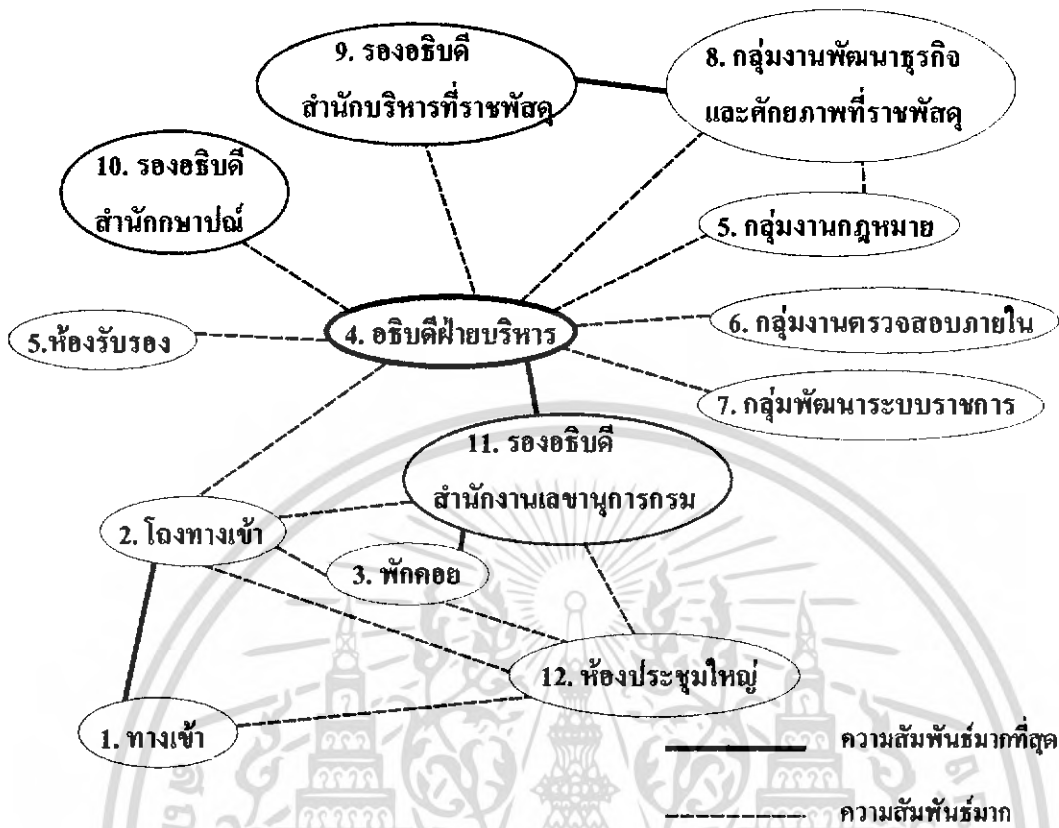 9. รองอธิบดี
สำนักบริหารที่ราชพัสดุ
8. กลุ่มงานพัฒนาธุรกิจ
และศักยภาพที่ราชพัสดุ
10. รองอธิบดี
สำนักกษาปณ์
5. กลุ่มงานกฎหมาย
5.ห้องรับรอง
4. อธิบดีฝ่ายบริหาร
6. กลุ่มงานตรวจสอบภายใน
7. กลุ่มพัฒนาระบบราชการ
11. รองอธิบดี
สำนักงานเลขานุการกรม
2. โถงทางเข้า
3. พักคอย
12. ห้องประชุมใหญ่
1. ทางเข้า
ความสัมพันธ์มากที่สุด
ความสัมพันธ์มาก